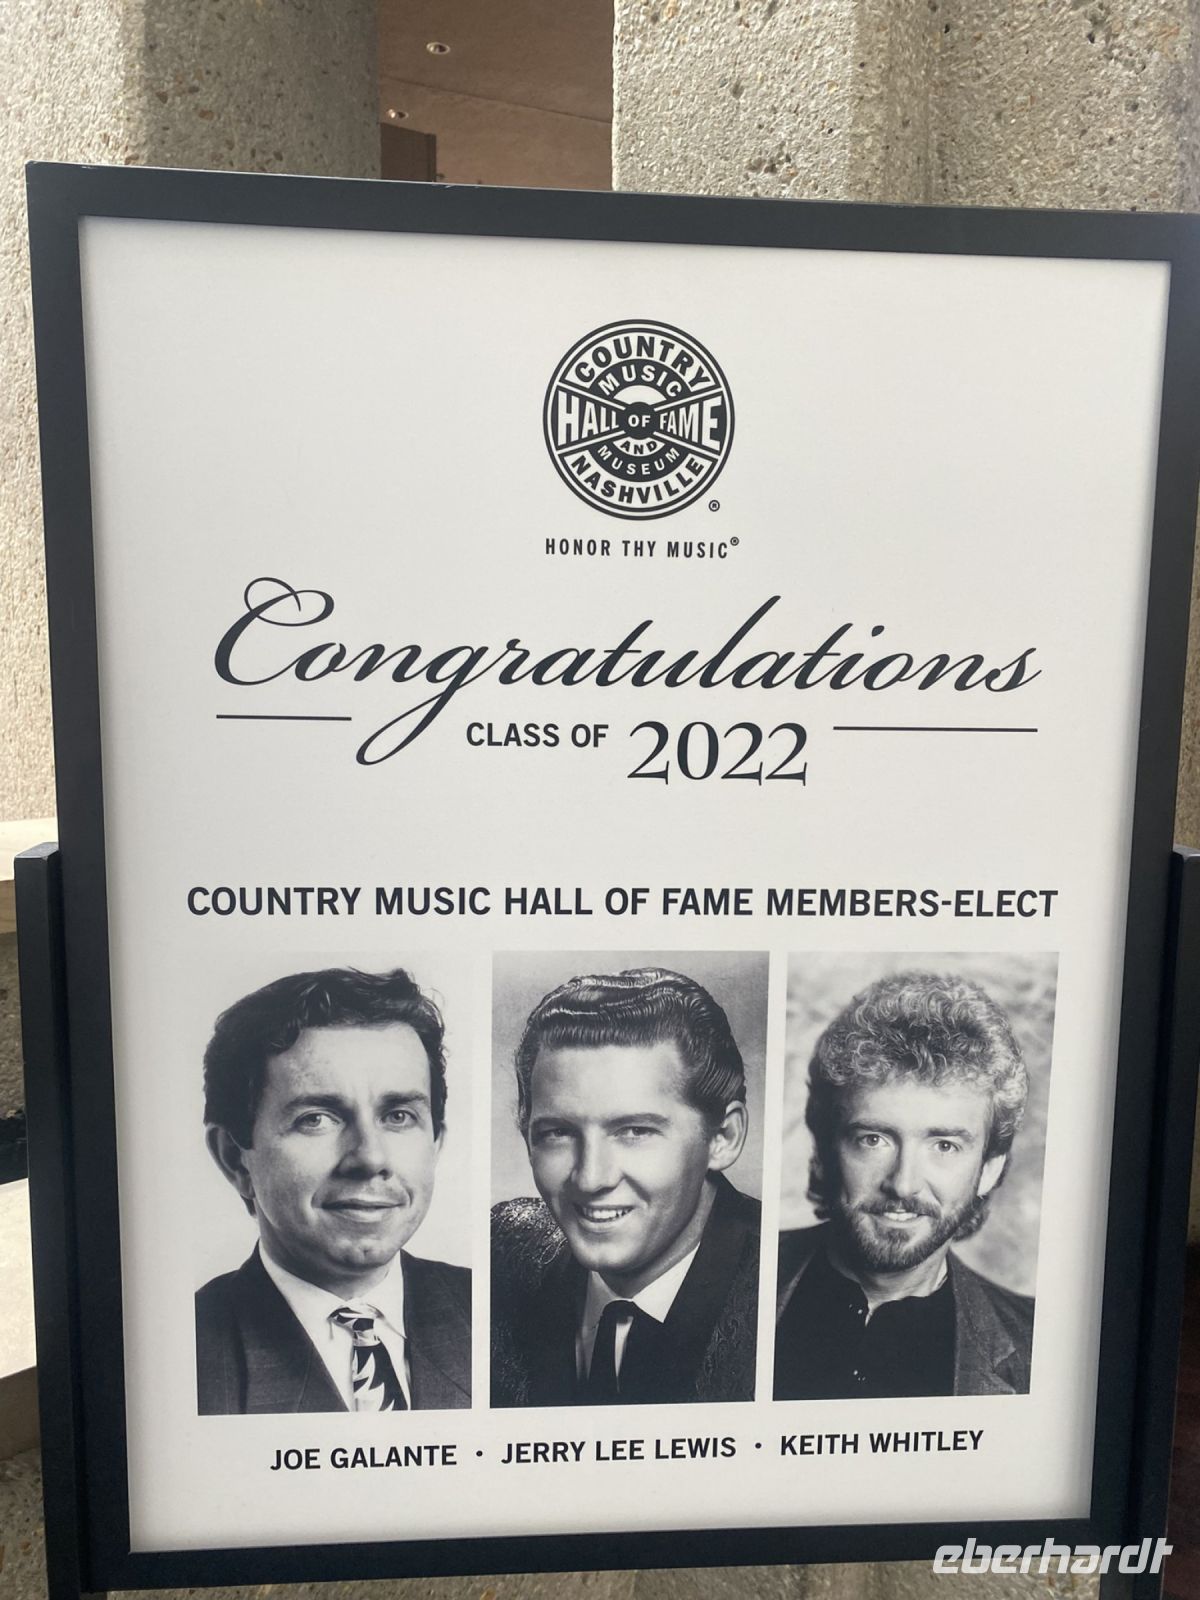 COUNTRY
MUSIC
HALL OF FAME
AND
MUSEUM
NASHVILLE
®
HONOR THY MUSIC®
Congratulations
CLASS OF 2022
COUNTRY MUSIC HALL OF FAME MEMBERS-ELECT
JOE GALANTE • JERRY LEE LEWIS • KEITH WHITLEY
eberhardt